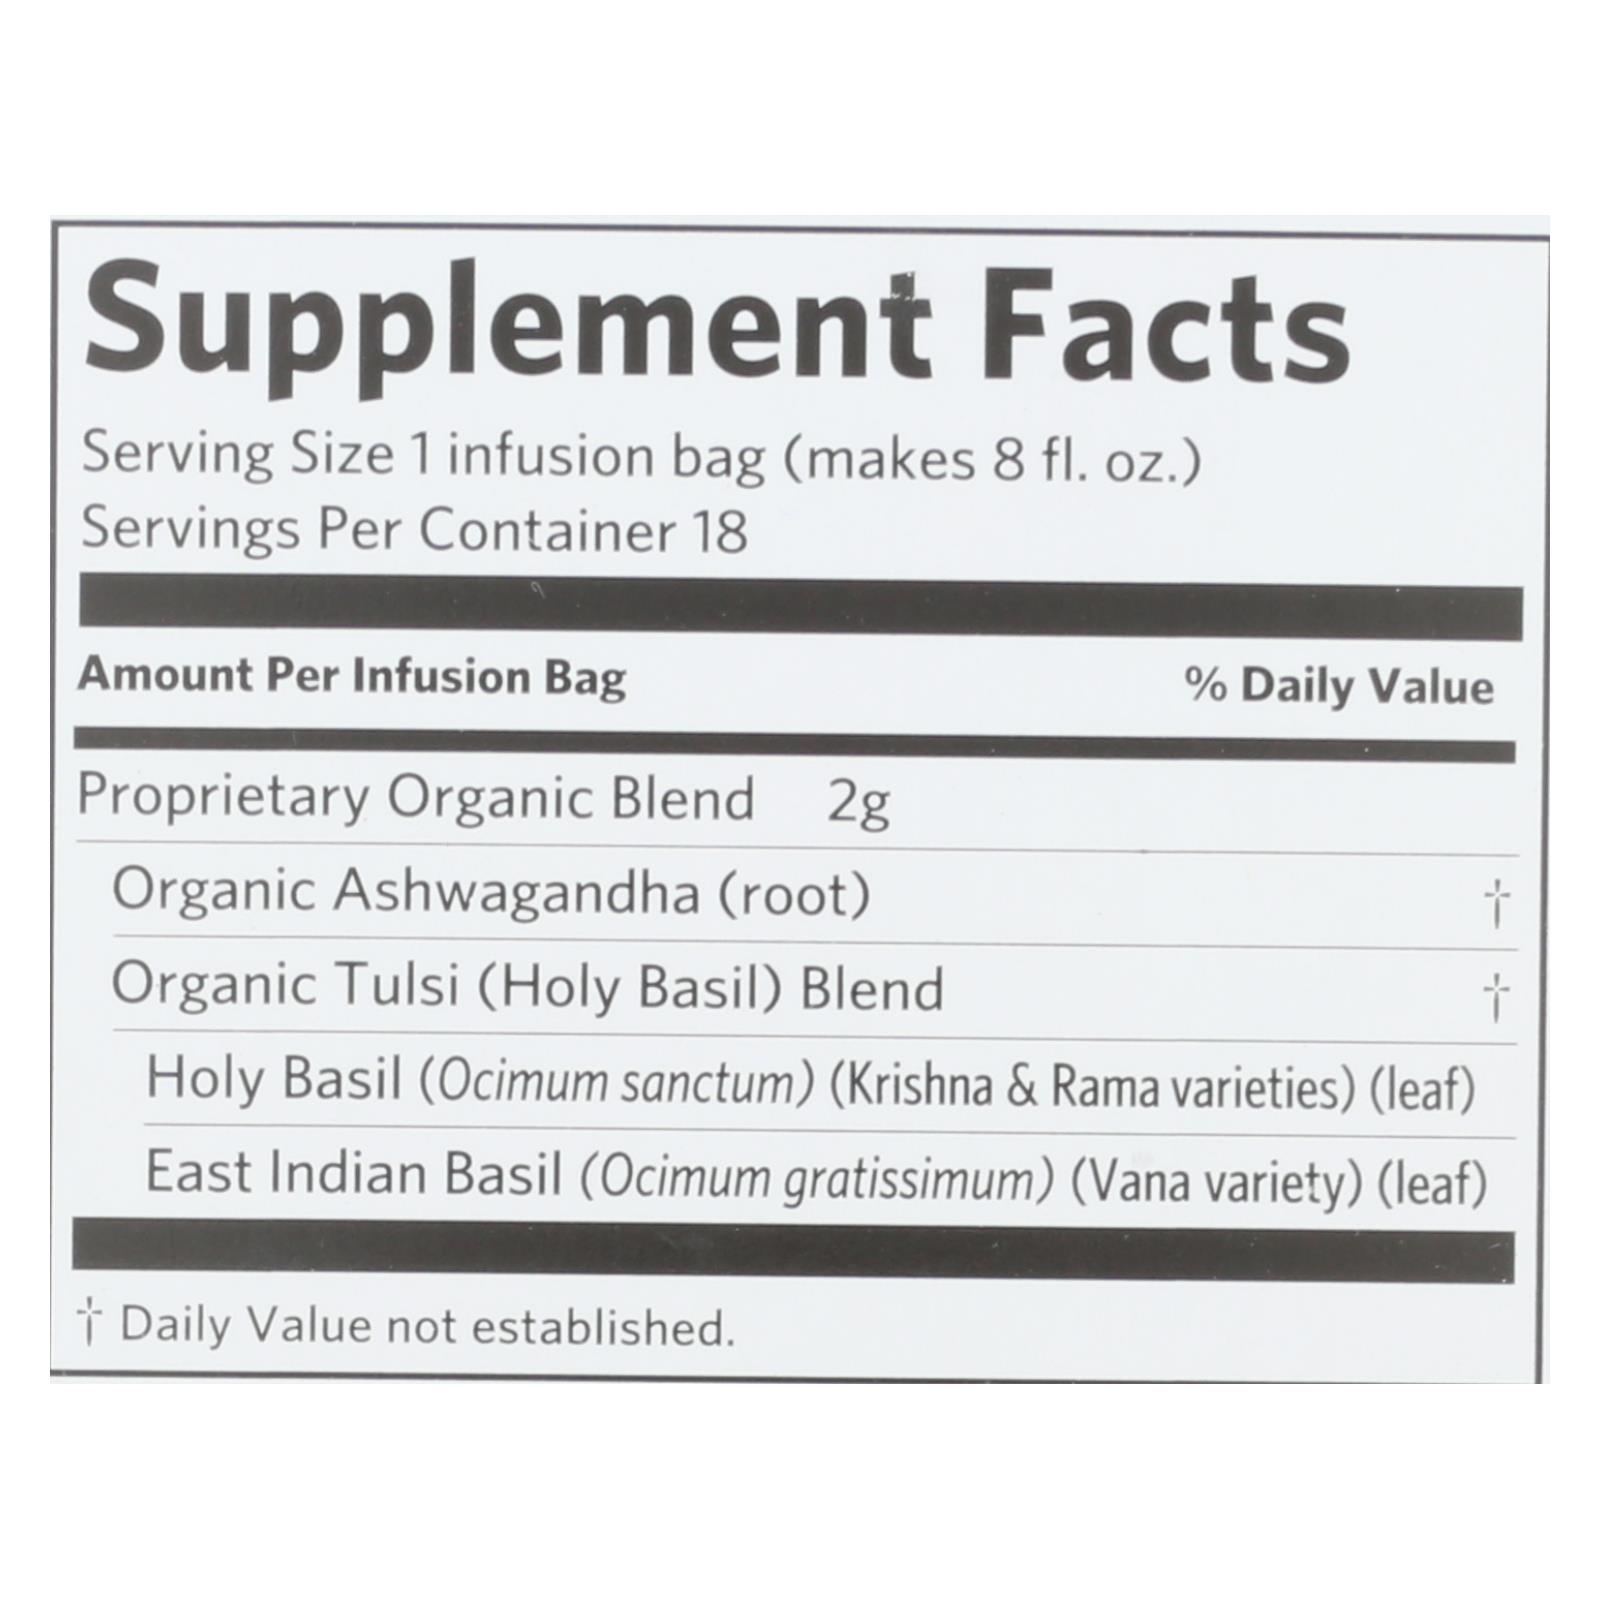 Supplement Facts
Serving Size 1 infusion bag (makes 8 fl. oz.)
Servings Per Container 18
Amount Per Infusion Bag % Daily Value
Proprietary Organic Blend 2g
Organic Ashwagandha (root) †
Organic Tulsi (Holy Basil) Blend †
Holy Basil (Ocimum sanctum) (Krishna & Rama varieties) (leaf)
East Indian Basil (Ocimum gratissimum) (Vana variety) (leaf)
† Daily Value not established.